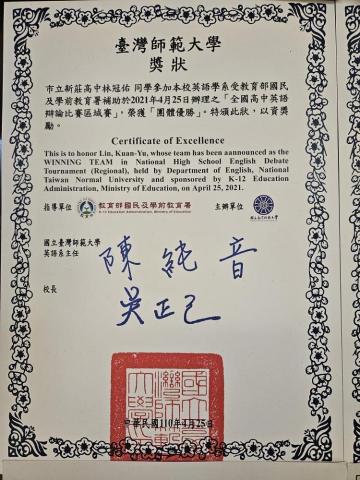 臺灣師範大學
獎狀
市立新莊高中林冠佑 同學參加本校英語學系受教育部國民
及學前教育署補助於2021年4月25日辦理之「全國高中英語
辯論比賽區域賽」，榮獲「團體優勝」。特頒此狀，以資獎
勵。
Certificate of Excellence
This is to honor Lin, Kuan-Yu, whose team has been aannounced as the
WINNING TEAM in National High School English Debate
Tournament (Regional), held by Department of English, National
Taiwan Normal University and sponsored by K-12 Education
Administration, Ministry of Education, on April 25, 2021.
指導單位 教育部國民及學前教育署 主辦單位
K-12 Education Administration, Ministry of Education
國立臺灣師範大學
英語系主任
陳純音
校長
吳正己
中華民國110年4月25日